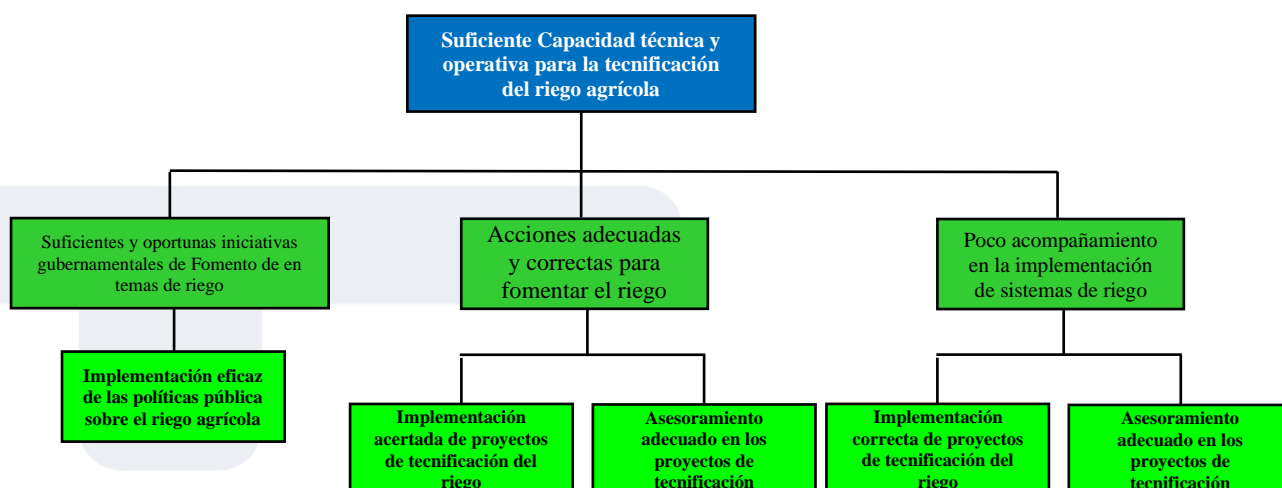 Suficiente Capacidad técnica y
operativa para la tecnificación
del riego agrícola
Suficientes y oportunas iniciativas
gubernamentales de Fomento de en
temas de riego
Acciones adecuadas
y correctas para
fomentar el riego
Poco acompañamiento
en la implementación
de sistemas de riego
Implementación eficaz
de las políticas pública
sobre el riego agrícola
Implementación
acertada de proyectos
de tecnificación del
riego
Asesoramiento
adecuado en los
proyectos de
tecnificación
Implementación
correcta de proyectos
de tecnificación del
riego
Asesoramiento
adecuado en los
proyectos de
tecnificación